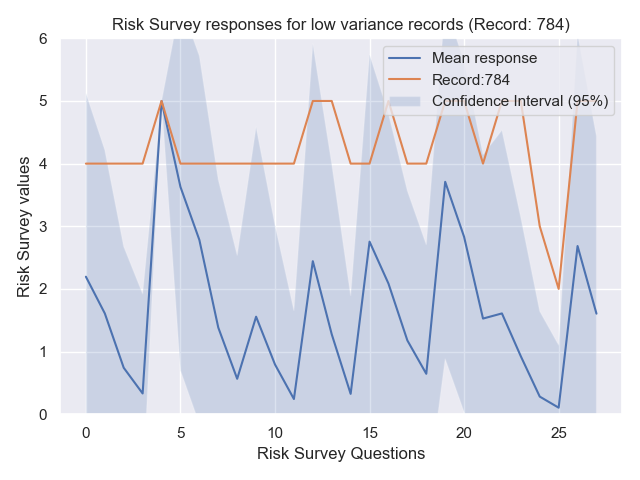 Risk Survey responses for low variance records (Record: 784)
6
5
4
3
2
1
0
Risk Survey values
Mean response
Record:784
Confidence Interval (95%)
0
5
10
15
20
25
Risk Survey Questions